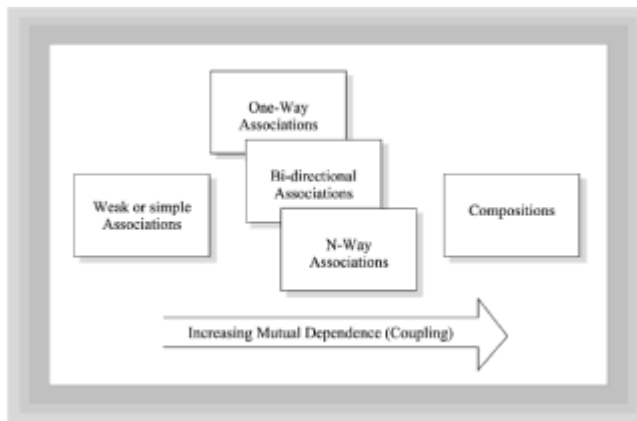 One-Way
Associations
Bi-directional
Associations
Weak or simple
Associations
Compositions
N-Way
Associations
Increasing Mutual Dependence (Coupling)